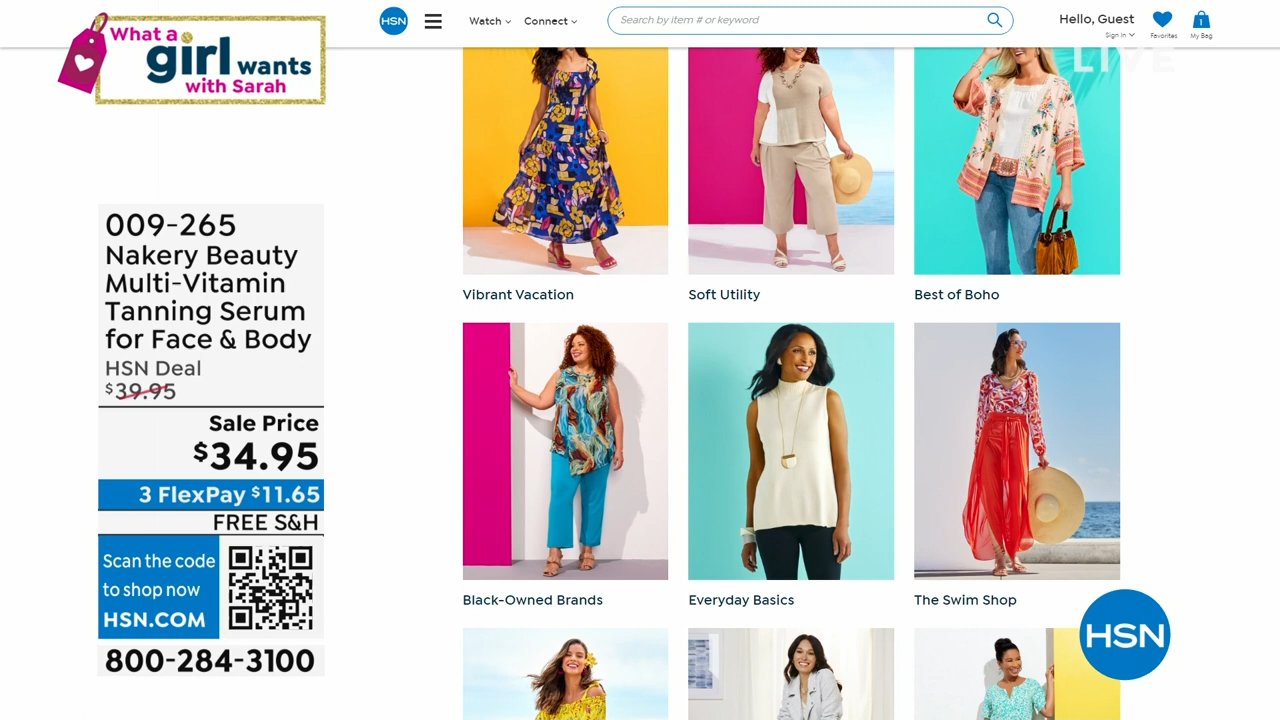 What a
girl wants
with Sarah
HSN
Watch
Connect
Search by item # or keyword
Hello, Guest
Sign In
Favorites
1
My Bag
LIVE
009-265
Nakery Beauty
Multi-Vitamin
Tanning Serum
for Face & Body
HSN Deal
$39.95
Sale Price
$34.95
3 FlexPay $11.65
FREE S&H
Scan the code
to shop now
HSN.COM
800-284-3100
Vibrant Vacation
Soft Utility
Best of Boho
Black-Owned Brands
Everyday Basics
The Swim Shop
HSN